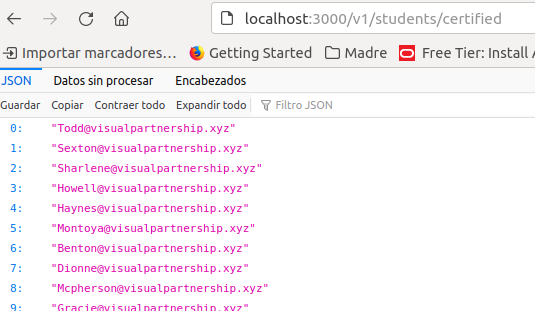 localhost:3000/v1/students/certified
Importar marcadores… Getting Started Madre Free Tier: Install A
JSON Datos sin procesar Encabezados
Guardar Copiar Contraer todo Expandir todo Filtro JSON
0: "Todd@visualpartnership.xyz"
1: "Sexton@visualpartnership.xyz"
2: "Sharlene@visualpartnership.xyz"
3: "Howell@visualpartnership.xyz"
4: "Haynes@visualpartnership.xyz"
5: "Montoya@visualpartnership.xyz"
6: "Benton@visualpartnership.xyz"
7: "Dionne@visualpartnership.xyz"
8: "Mcpherson@visualpartnership.xyz"
9: "Gracie@visualpartnership.xyz"